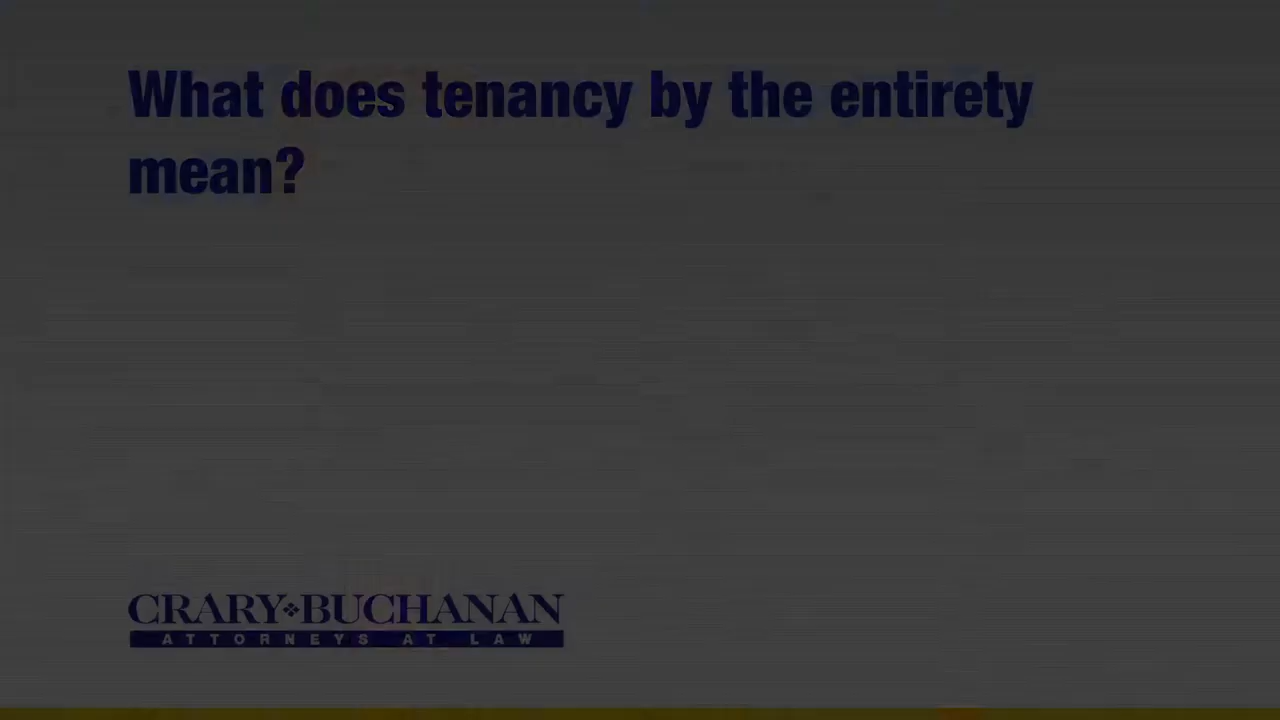 What does tenancy by the entirety
mean?
CRARY❖BUCHANAN
ATTORNEYS AT LAW